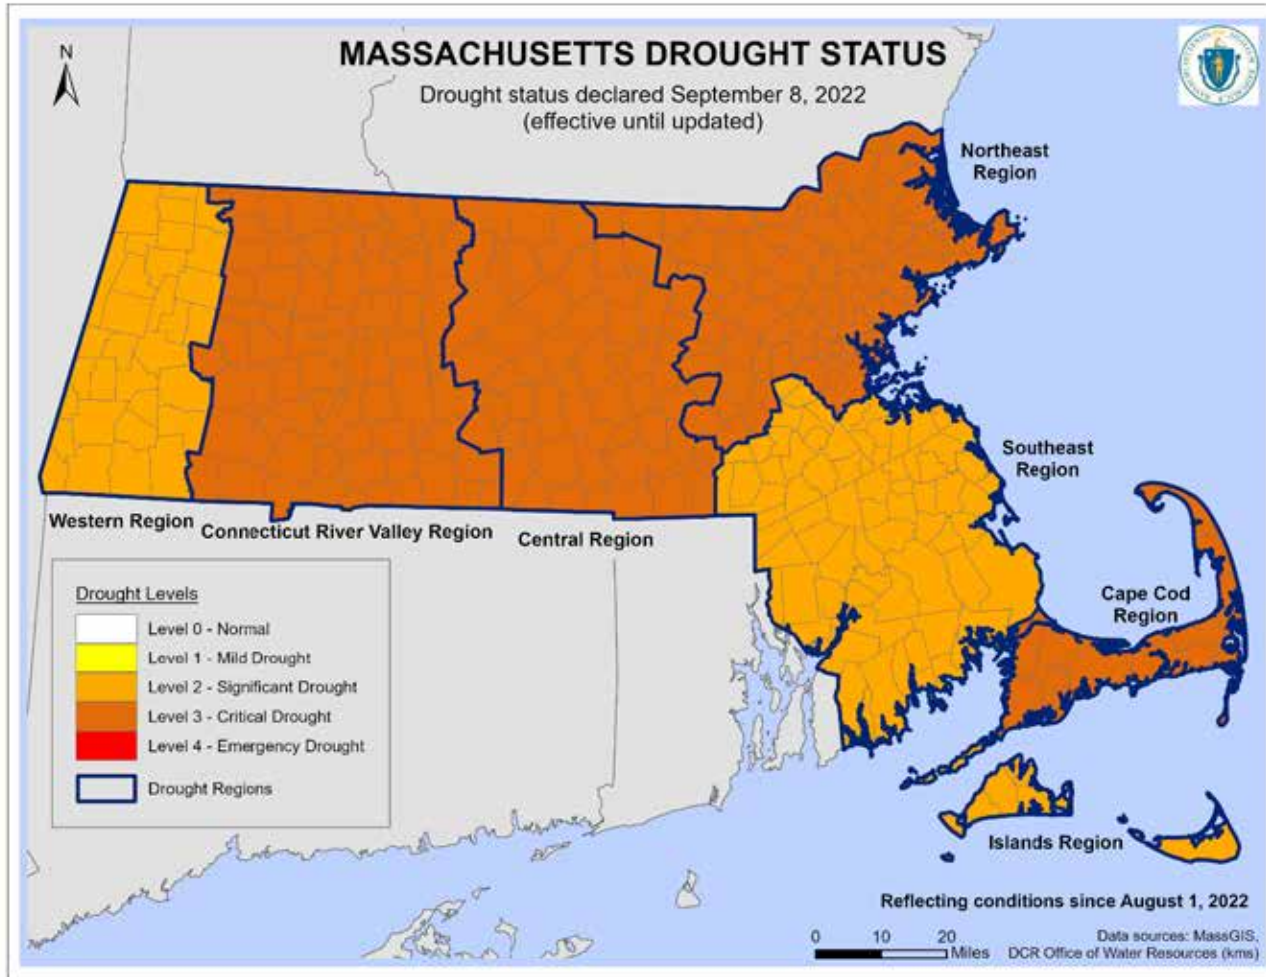 MASSACHUSETTS DROUGHT STATUS
Drought status declared September 8, 2022
(effective until updated)
N
Northeast
Region
Southeast
Region
Cape Cod
Region
Western Region
Connecticut River Valley Region
Central Region
Islands Region
Drought Levels
Level 0 - Normal
Level 1 - Mild Drought
Level 2 - Significant Drought
Level 3 - Critical Drought
Level 4 - Emergency Drought
Drought Regions
Reflecting conditions since August 1, 2022
0 10 20
Miles
Data sources: MassGIS,
DCR Office of Water Resources (kms)